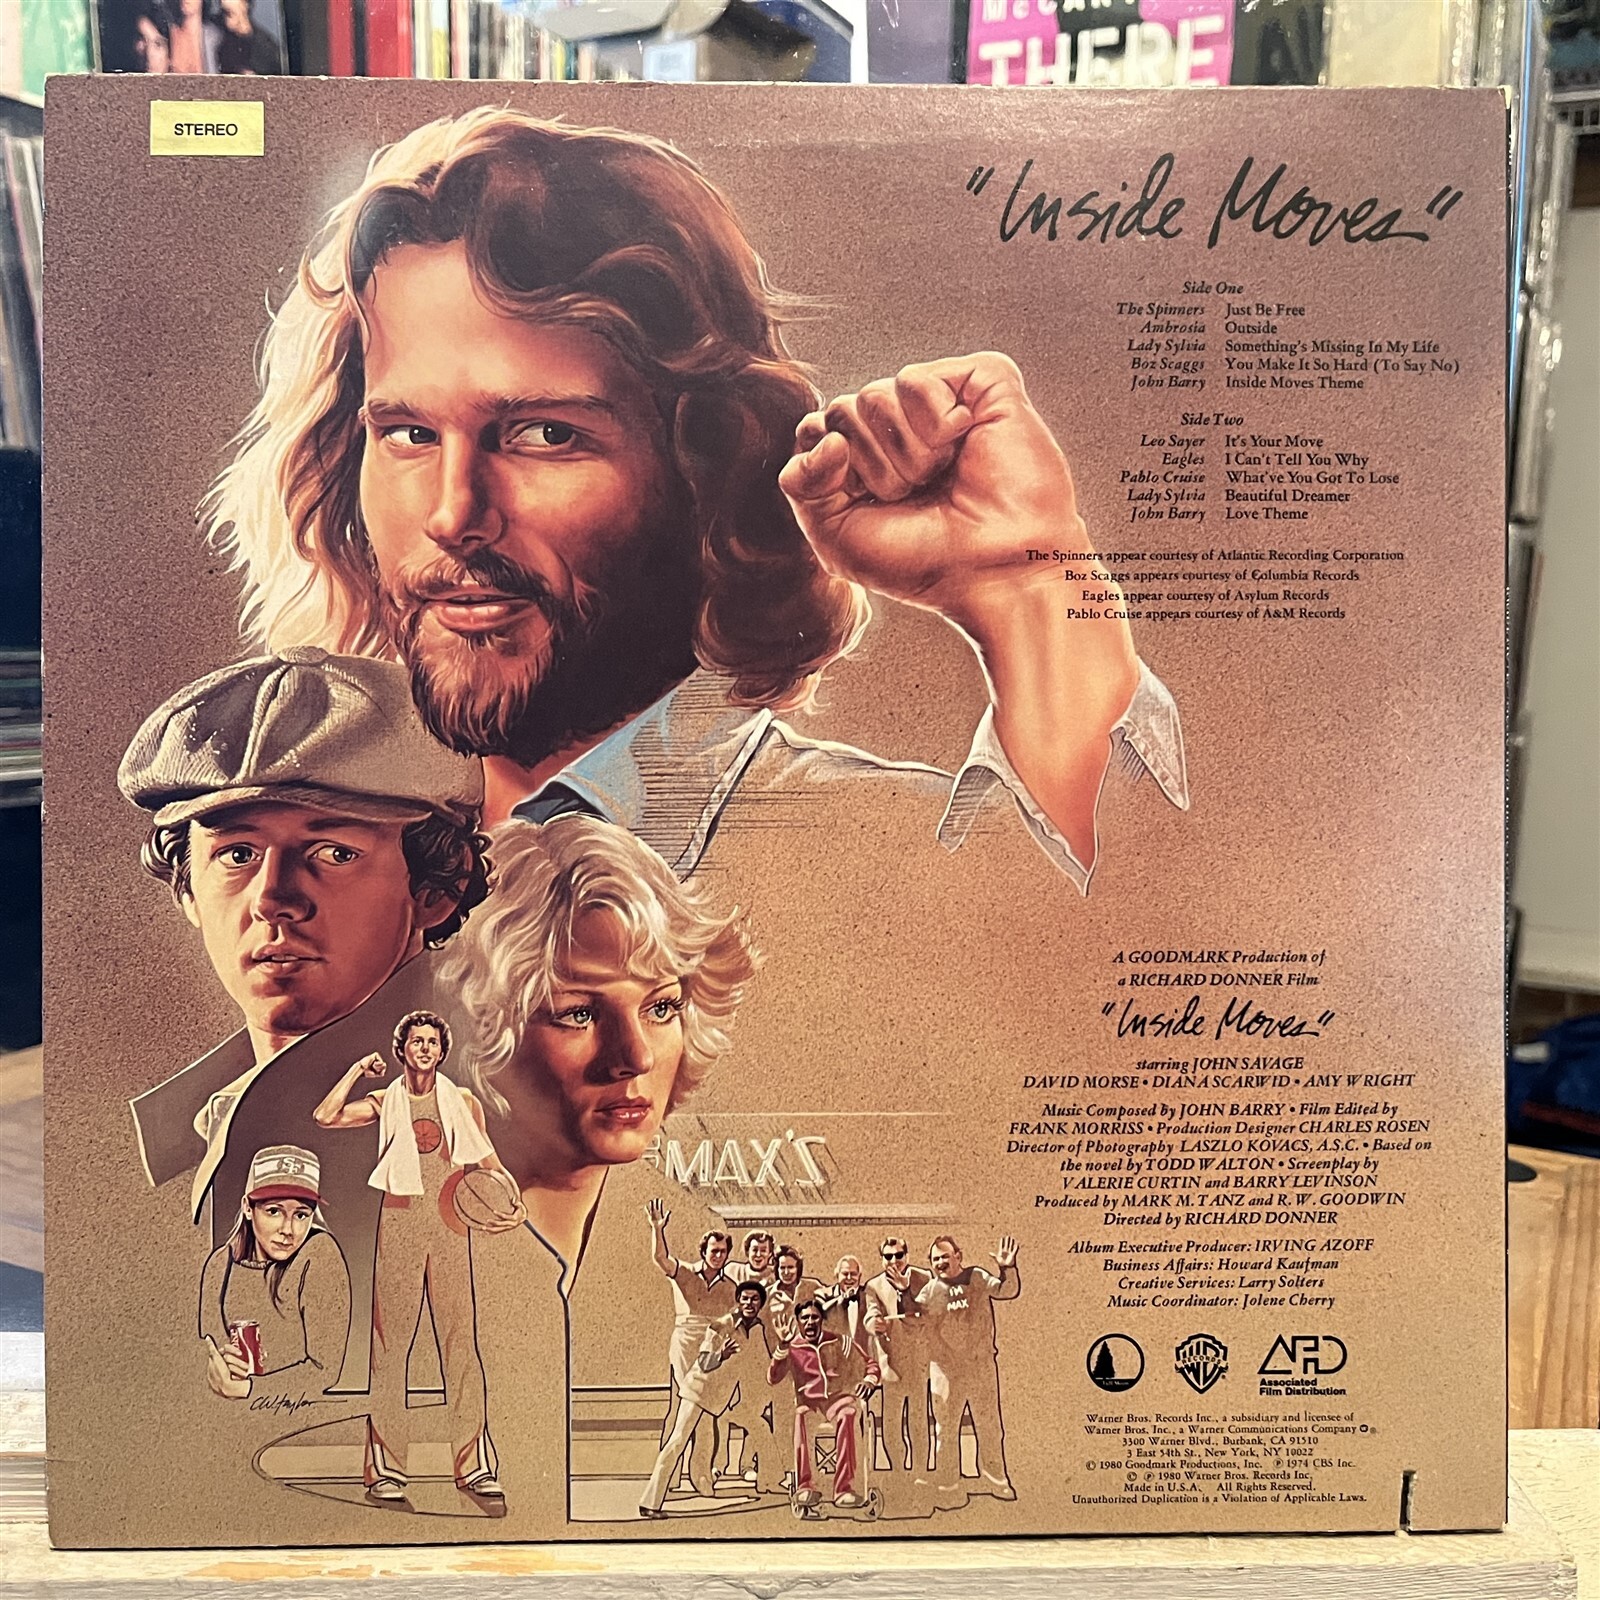 McCAN
THERE
STEREO
"Inside Moves"
Side One
The Spinners Just Be Free
Ambrosia Outside
Lady Sylvia Something's Missing In My Life
Boz Scaggs You Make It So Hard (To Say No)
John Barry Inside Moves Theme
Side Two
Leo Sayer It's Your Move
Eagles I Can't Tell You Why
Pablo Cruise What've You Got To Lose
Lady Sylvia Beautiful Dreamer
John Barry Love Theme
The Spinners appear courtesy of Atlantic Recording Corporation
Boz Scaggs appears courtesy of Columbia Records
Eagles appear courtesy of Asylum Records
Pablo Cruise appears courtesy of A&M Records
A GOODMARK Production of
a RICHARD DONNER Film
"Inside Moves"
starring JOHN SAVAGE
DAVID MORSE • DIANA SCARWID • AMY WRIGHT
Music Composed by JOHN BARRY • Film Edited by
FRANK MORRISS • Production Designer CHARLES ROSEN
Director of Photography LASZLO KOVACS, A.S.C. • Based on
the novel by TODD WALTON • Screenplay by
VALERIE CURTIN and BARRY LEVINSON
Produced by MARK M. TANZ and R. W. GOODWIN
Directed by RICHARD DONNER
Album Executive Producer: IRVING AZOFF
Business Affairs: Howard Kaufman
Creative Services: Larry Solters
Music Coordinator: Jolene Cherry
MAX'S
I'M
MAX
SF
CW Taylor
Full Moon
RECORDS
AFD
Associated
Film Distribution
Warner Bros. Records Inc., a subsidiary and licensee of
Warner Bros. Inc., a Warner Communications Company ®.
3300 Warner Blvd., Burbank, CA 91510
3 East 54th St., New York, NY 10022
© 1980 Goodmark Productions, Inc. ℗ 1974 CBS Inc.
© ℗ 1980 Warner Bros. Records Inc.
Made in U.S.A. All Rights Reserved.
Unauthorized Duplication is a Violation of Applicable Laws.